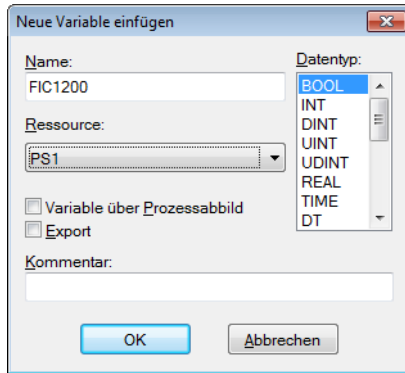 Neue Variable einfügen
Name:
FIC1200
Ressource:
PS1
Variable über Prozessabbild
Export
Datentyp:
BOOL
INT
DINT
UINT
UDINT
REAL
TIME
DT
Kommentar:
OK
Abbrechen